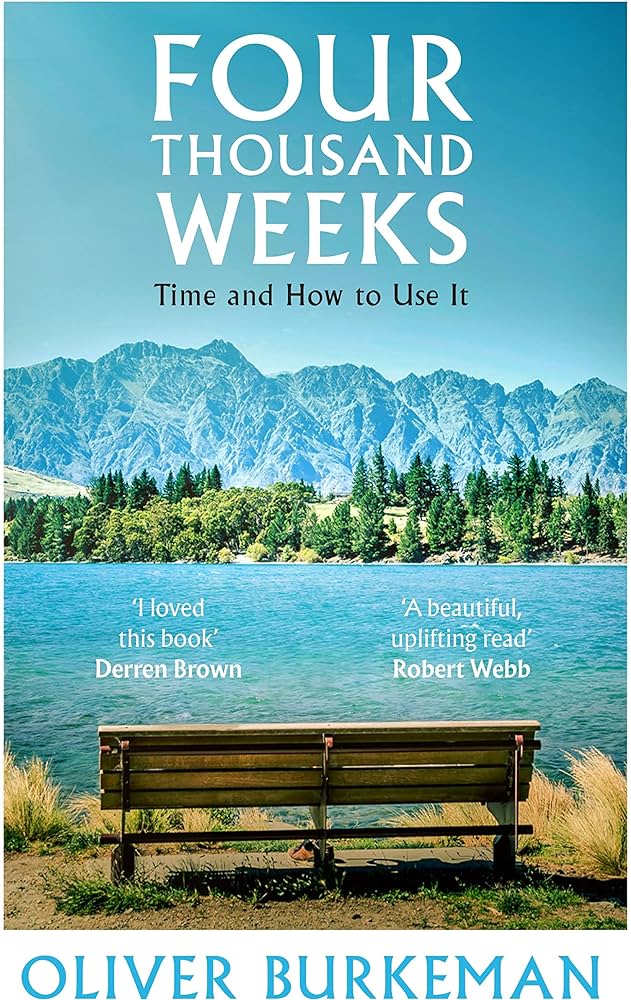 FOUR
THOUSAND
WEEKS
Time and How to Use It
‘I loved
this book’
Derren Brown
‘A beautiful,
uplifting read’
Robert Webb
OLIVER BURKEMAN